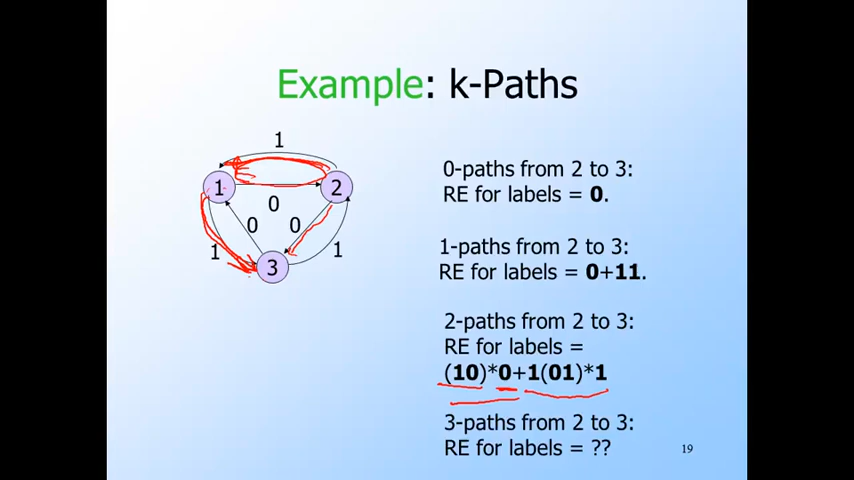 Example: k-Paths
1
1
2
0
0
0
1
1
3
0-paths from 2 to 3:
RE for labels = 0.
1-paths from 2 to 3:
RE for labels = 0+11.
2-paths from 2 to 3:
RE for labels =
(10)*0+1(01)*1
3-paths from 2 to 3:
RE for labels = ??
19